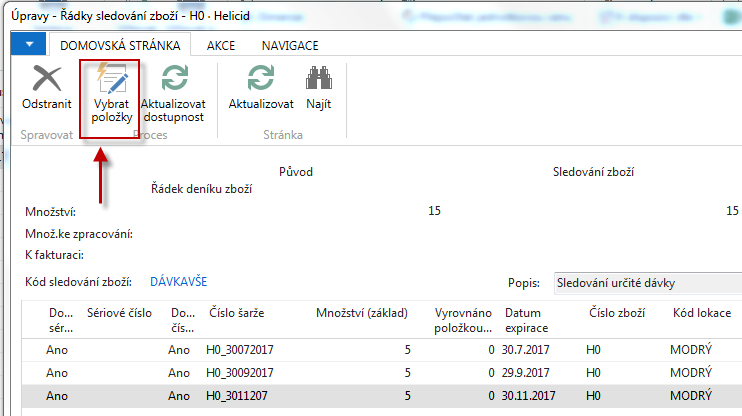 Úpravy - Řádky sledování zboží - H0 · Helicid
DOMOVSKÁ STRÁNKA AKCE NAVIGACE
Odstranit Vybrat položky Aktualizovat dostupnost Aktualizovat Najít
Spravovat Proces Stránka
Původ Sledování zboží
Řádek deníku zboží
Množství: 15 15
Množ.ke zpracování:
K fakturaci:
Kód sledování zboží: DÁVKAVŠE Popis: Sledování určité dávky
Do... Sériové číslo Do... Číslo šarže Množství (základ) Vyrovnáno Datum Číslo zboží Kód lokace
sér... čís... položkou... expirace
Ano Ano H0_30072017 5 0 30.7.2017 H0 MODRÝ
Ano Ano H0_30092017 5 0 29.9.2017 H0 MODRÝ
Ano Ano H0_3011207 5 0 30.11.2017 H0 MODRÝ